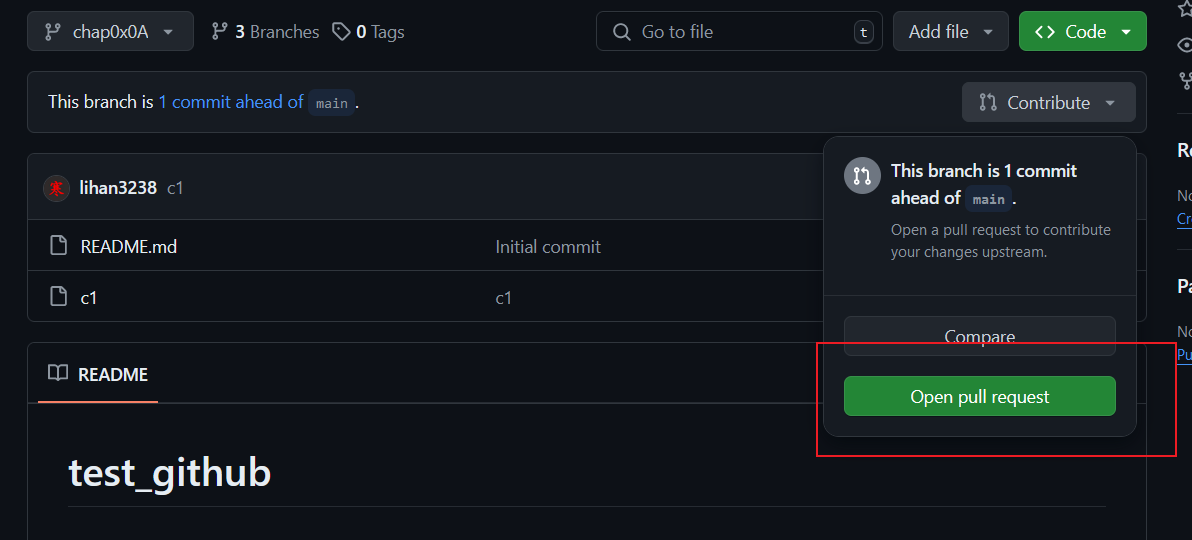 chap0x0A 3 Branches 0 Tags Go to file t Add file Code
This branch is 1 commit ahead of main. Contribute
寒 lihan3238 c1
This branch is 1 commit
ahead of main.
Open a pull request to contribute
your changes upstream.
README.md Initial commit
c1 c1
Compare
Open pull request
README
test_github
Re
No
Cr
Pa
No
Pu